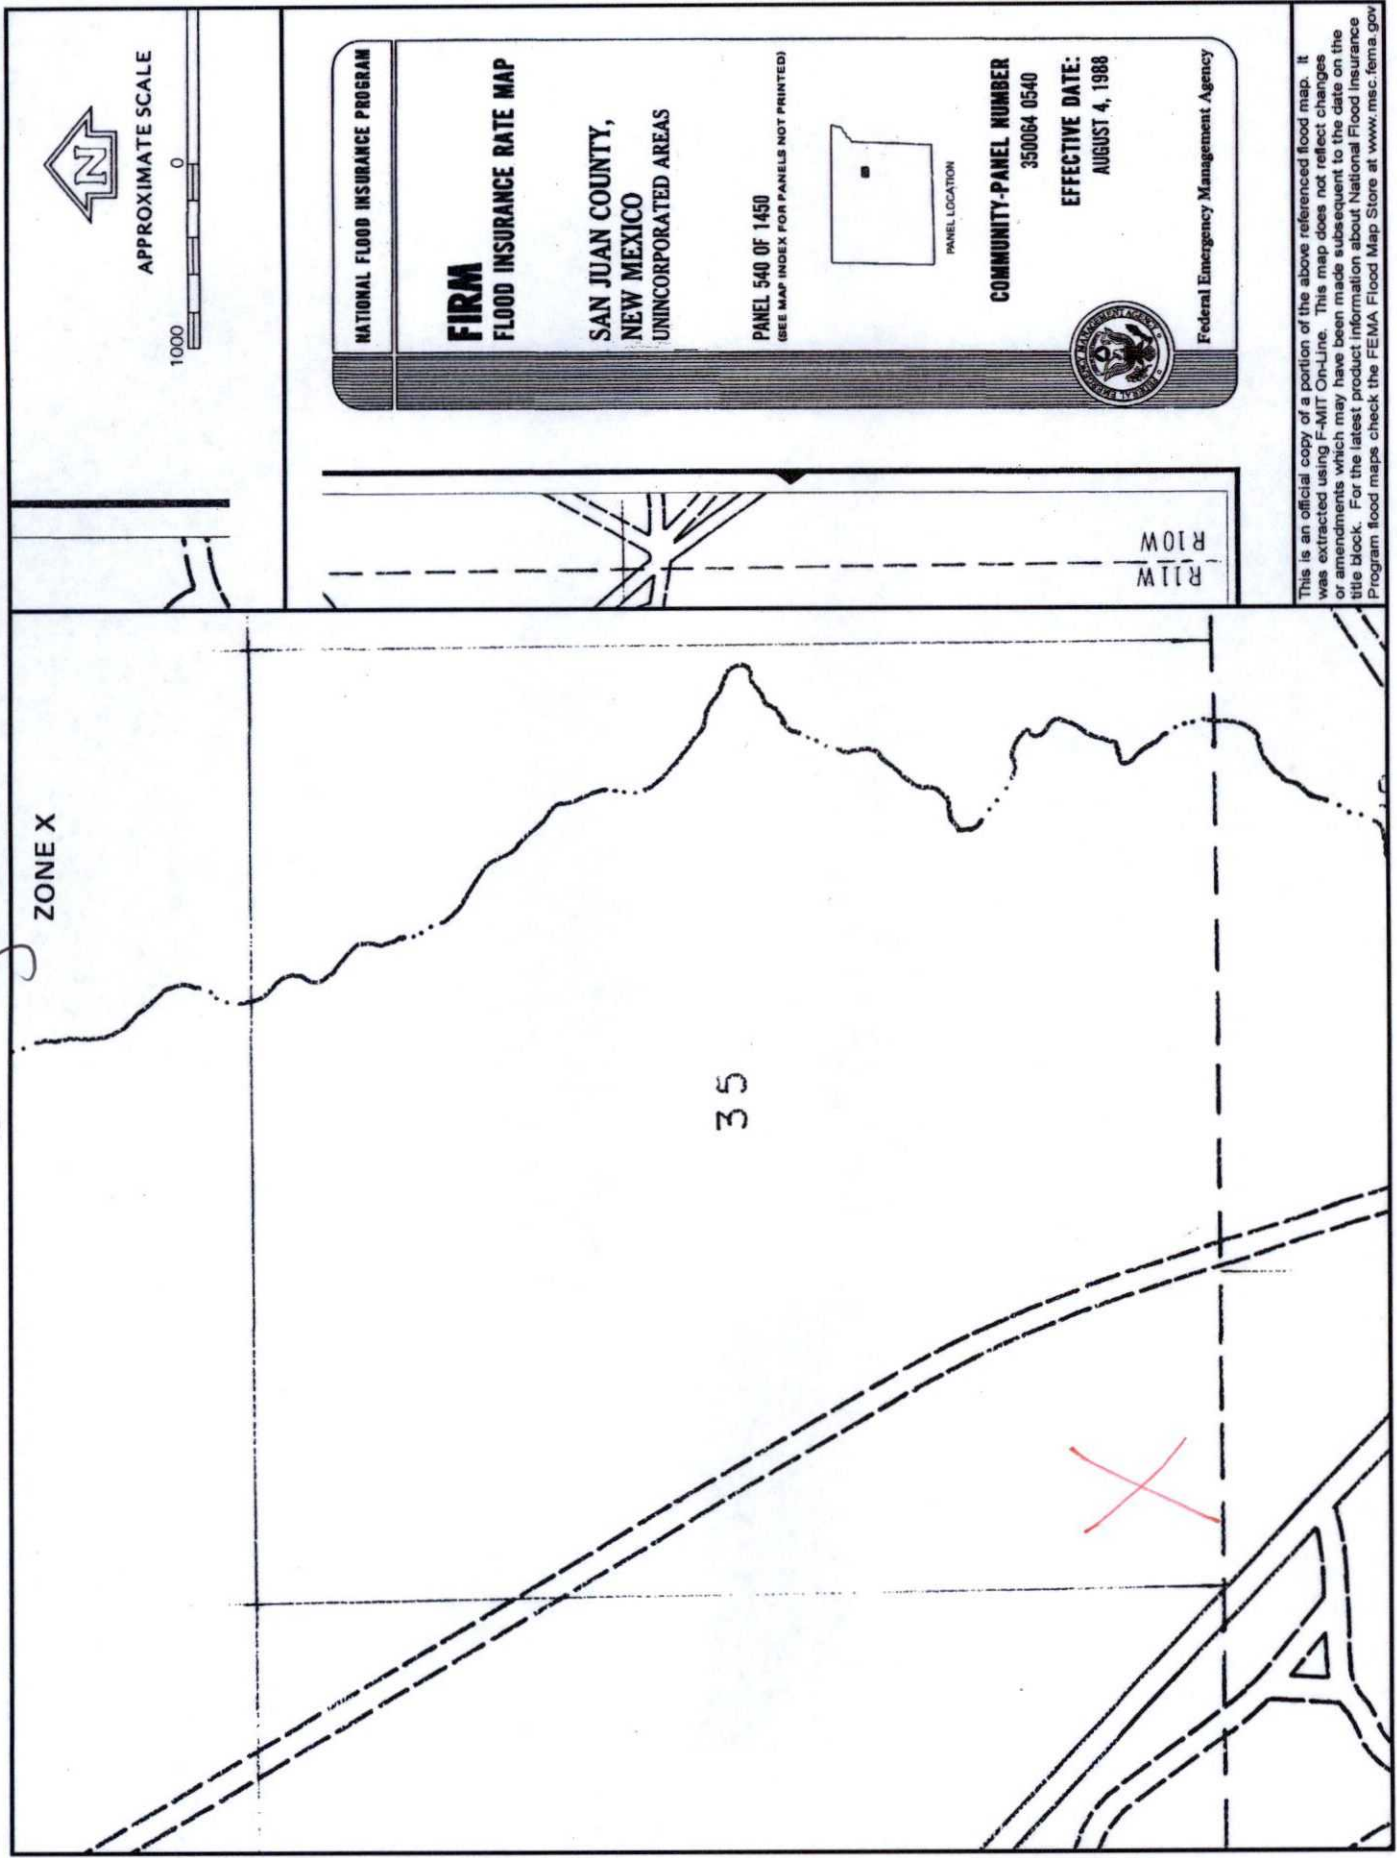 ZONE X
35
APPROXIMATE SCALE
1000 0
N
NATIONAL FLOOD INSURANCE PROGRAM
FIRM
FLOOD INSURANCE RATE MAP
SAN JUAN COUNTY,
NEW MEXICO
UNINCORPORATED AREAS
PANEL 540 OF 1450
(SEE MAP INDEX FOR PANELS NOT PRINTED)
PANEL LOCATION
COMMUNITY-PANEL NUMBER
350064 0540
EFFECTIVE DATE:
AUGUST 4, 1988
Federal Emergency Management Agency
R11W
R10W
This is an official copy of a portion of the above referenced flood map. It
was extracted using F-MIT On-Line. This map does not reflect changes
or amendments which may have been made subsequent to the date on the
title block. For the latest product information about National Flood Insurance
Program flood maps check the FEMA Flood Map Store at www.msc.fema.gov